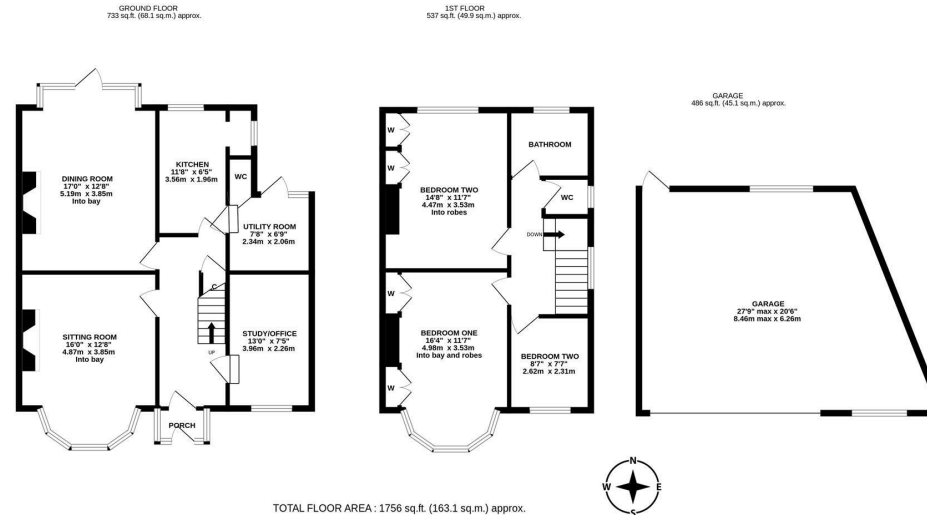 GROUND FLOOR
733 sq.ft. (68.1 sq.m.) approx.
1ST FLOOR
537 sq.ft. (49.9 sq.m.) approx.
GARAGE
486 sq.ft. (45.1 sq.m.) approx.
DINING ROOM
17'0" x 12'8"
5.19m x 3.85m
Into bay
KITCHEN
11'8" x 6'5"
3.56m x 1.96m
WC
UTILITY ROOM
7'8" x 6'9"
2.34m x 2.06m
SITTING ROOM
16'0" x 12'8"
4.87m x 3.85m
Into bay
C
UP
STUDY/OFFICE
13'0" x 7'5"
3.96m x 2.26m
PORCH
W
W
BEDROOM TWO
14'8" x 11'7"
4.47m x 3.53m
Into robes
BATHROOM
WC
DOWN
W
BEDROOM ONE
16'4" x 11'7"
4.98m x 3.53m
Into bay and robes
W
BEDROOM TWO
8'7" x 7'7"
2.62m x 2.31m
GARAGE
27'9" max x 20'6"
8.46m max x 6.26m
N
W E
S
TOTAL FLOOR AREA : 1756 sq.ft. (163.1 sq.m.) approx.